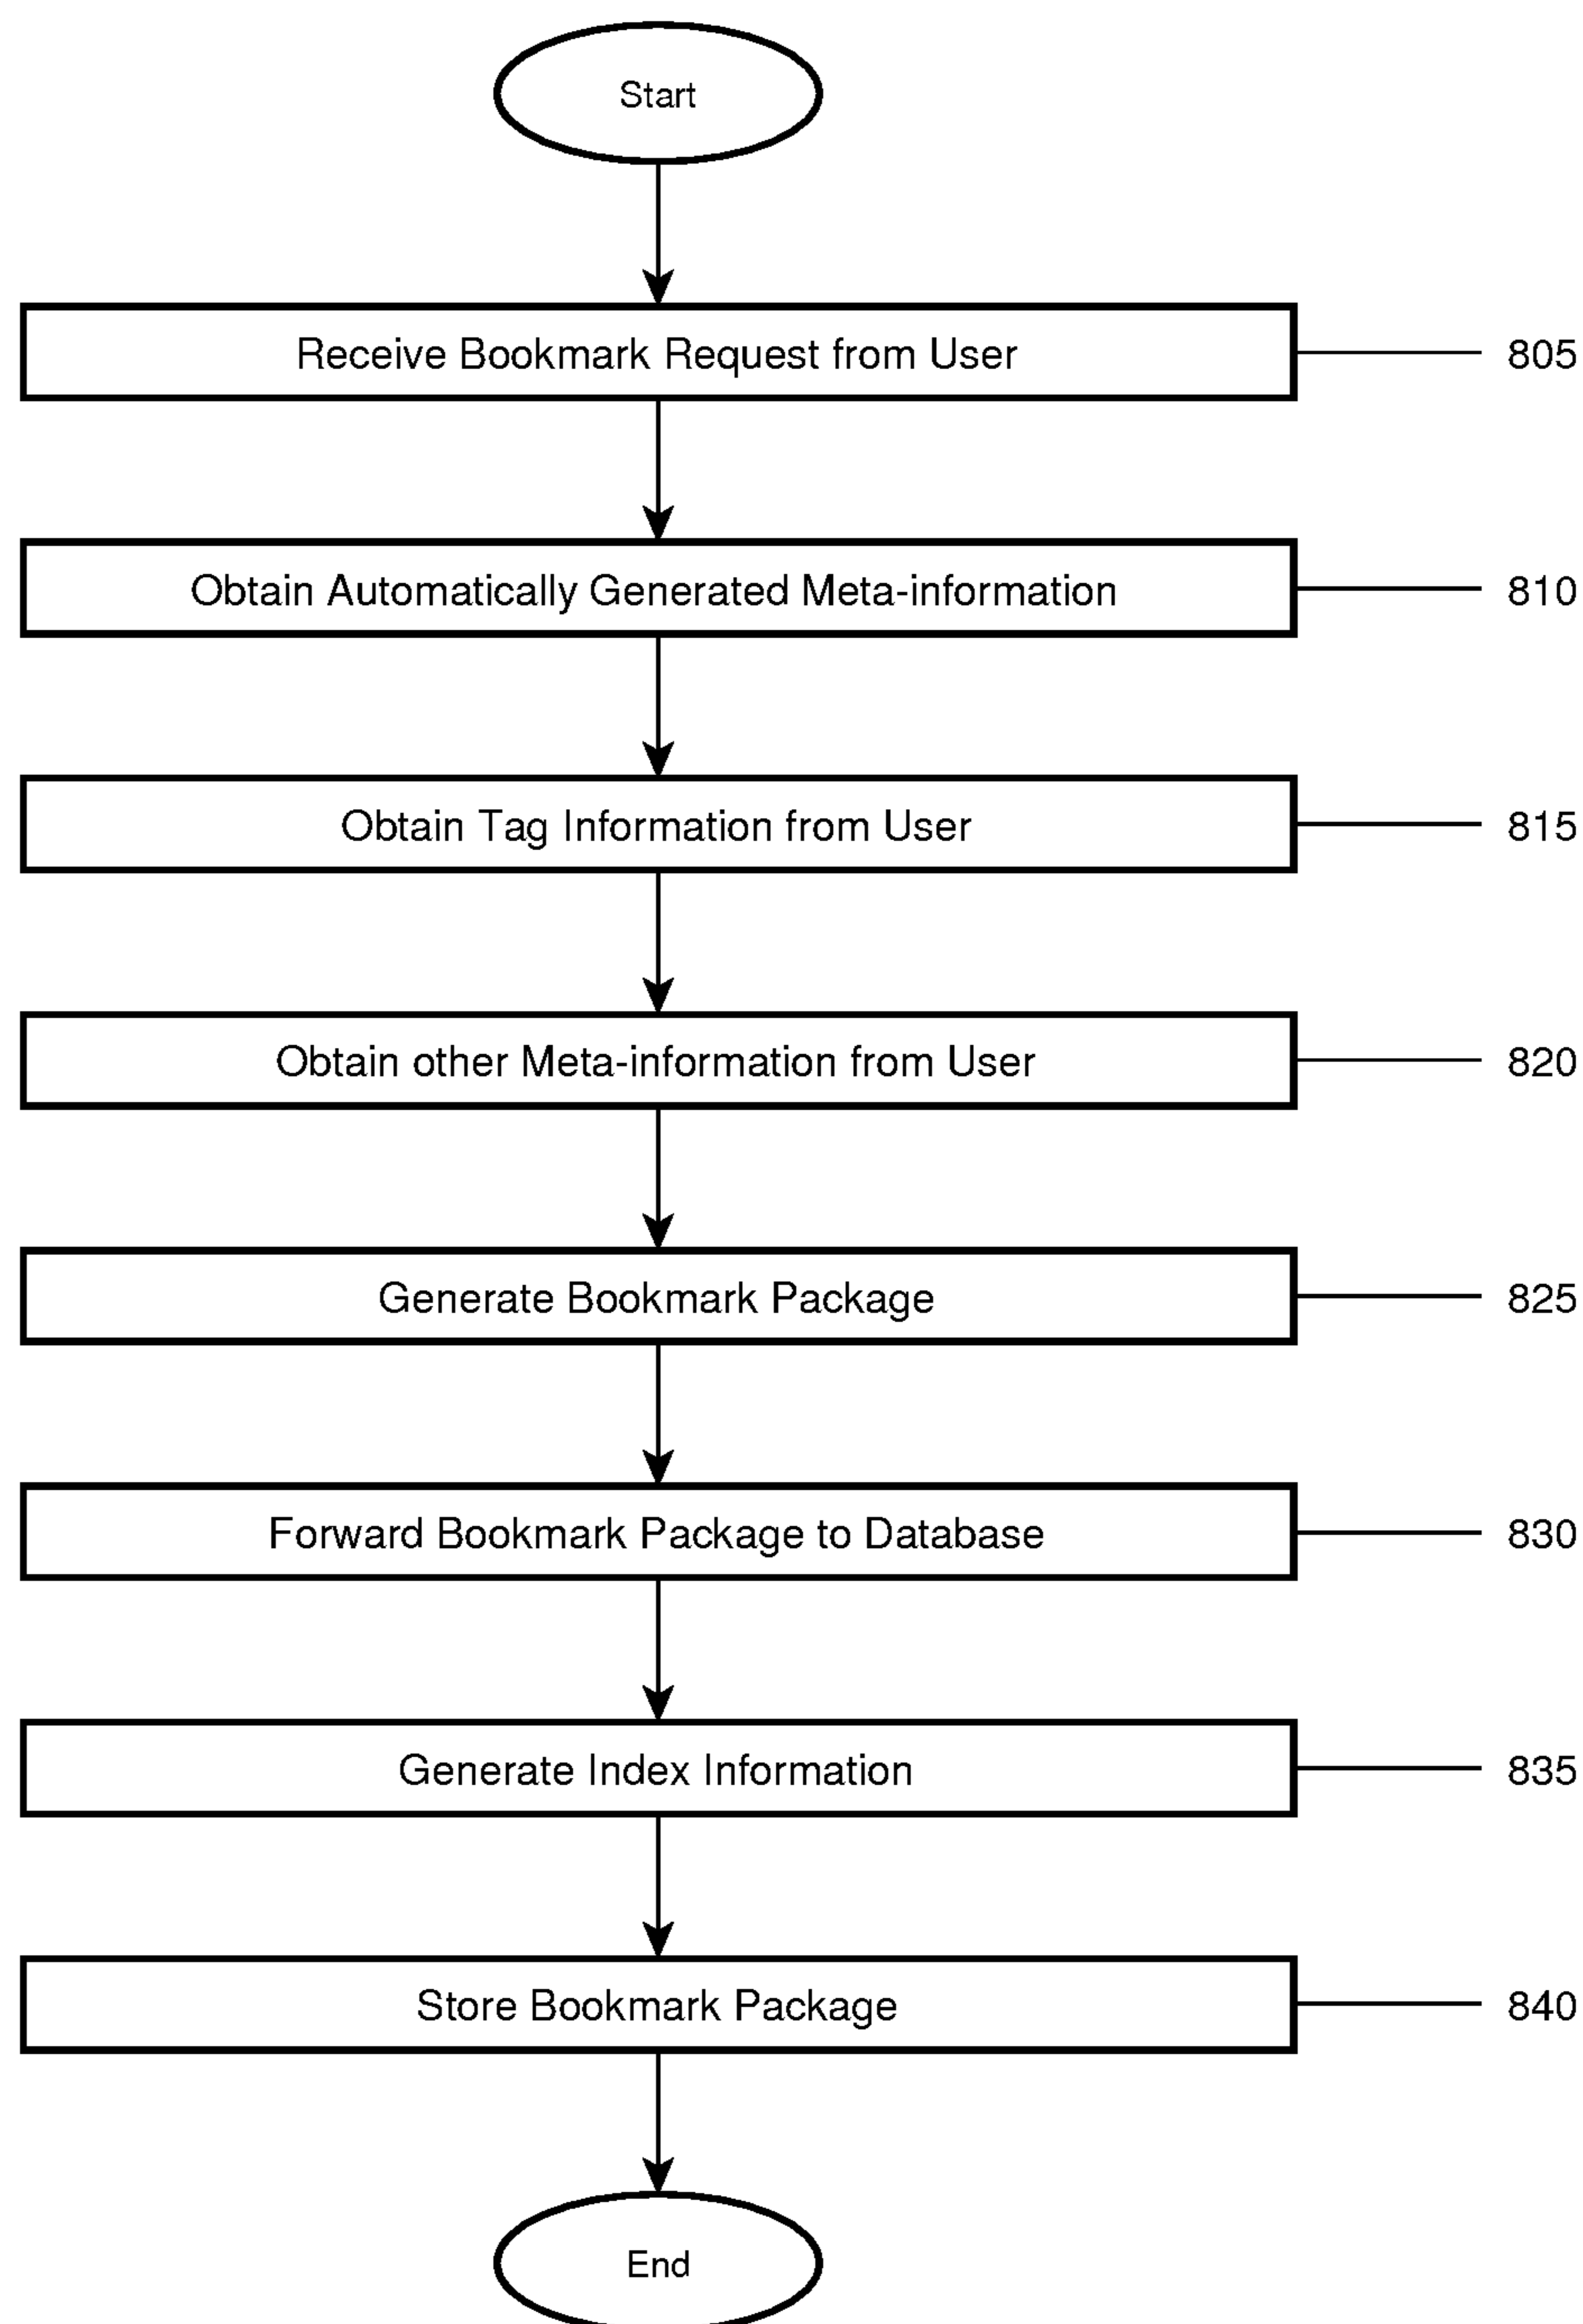 Start
Receive Bookmark Request from User 805
Obtain Automatically Generated Meta-information 810
Obtain Tag Information from User 815
Obtain other Meta-information from User 820
Generate Bookmark Package 825
Forward Bookmark Package to Database 830
Generate Index Information 835
Store Bookmark Package 840
End